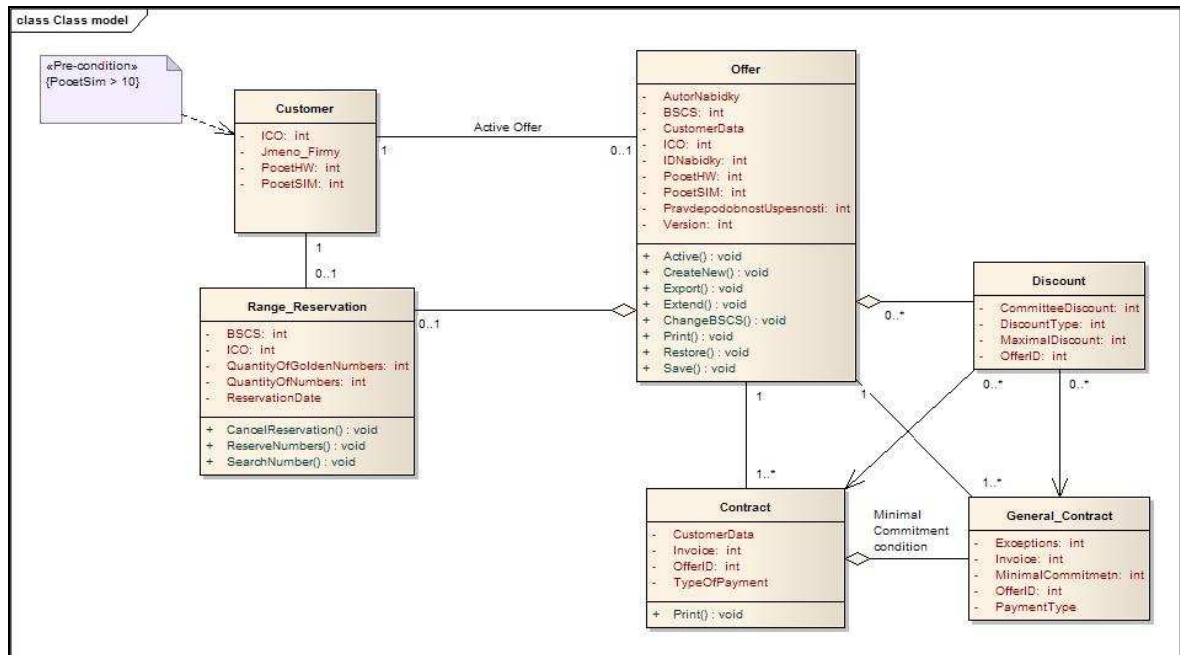 class Class model
«Pre-condition»
{PocetSim > 10}
Customer
- ICO: int
- Jmeno_Firmy
- PocetHW: int
- PocetSIM: int
Active Offer
1
0..1
Offer
- AutorNabidky
- BSCS: int
- CustomerData
- ICO: int
- IDNabidky: int
- PocetHW: int
- PocetSIM: int
- PravdepodobnostUspesnosti: int
- Version: int
+ Active() : void
+ CreateNew() : void
+ Export() : void
+ Extend() : void
+ ChangeBSCS() : void
+ Print() : void
+ Restore() : void
+ Save() : void
1
0..1
Range_Reservation
- BSCS: int
- ICO: int
- QuantityOfGoldenNumbers: int
- QuantityOfNumbers: int
- ReservationDate
+ CancelReservation() : void
+ ReserveNumbers() : void
+ SearchNumber() : void
0..1
0..*
Discount
- CommitteeDiscount: int
- DiscountType: int
- MaximalDiscount: int
- OfferID: int
0..*
0..*
1
1
1..*
1..*
Contract
- CustomerData
- Invoice: int
- OfferID: int
- TypeOfPayment
+ Print() : void
Minimal
Commitment
condition
General_Contract
- Exceptions: int
- Invoice: int
- MinimalCommitmetn: int
- OfferID: int
- PaymentType